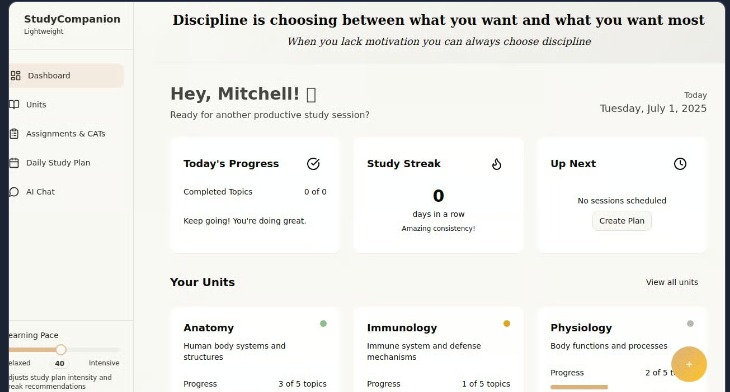 StudyCompanion
Lightweight
Discipline is choosing between what you want and what you want most
When you lack motivation you can always choose discipline
Dashboard
Units
Assignments & CATs
Daily Study Plan
AI Chat
earning Pace
elaxed 40 Intensive
djusts study plan intensity and
reak recommendations
Hey, Mitchell!
Ready for another productive study session?
Today
Tuesday, July 1, 2025
Today's Progress
Completed Topics 0 of 0
Keep going! You're doing great.
Study Streak
0
days in a row
Amazing consistency!
Up Next
No sessions scheduled
Create Plan
Your Units
View all units
Anatomy
Human body systems and
structures
Progress 3 of 5 topics
Immunology
Immune system and defense
mechanisms
Progress 1 of 5 topics
Physiology
Body functions and processes
Progress 2 of 5 t
+